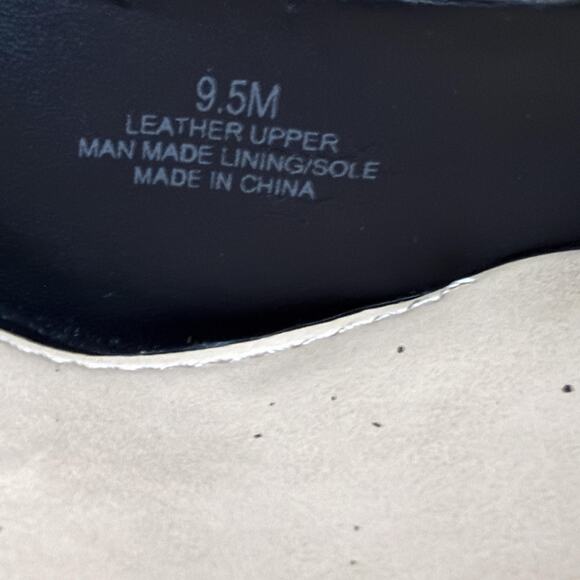 9.5M
LEATHER UPPER
MAN MADE LINING/SOLE
MADE IN CHINA